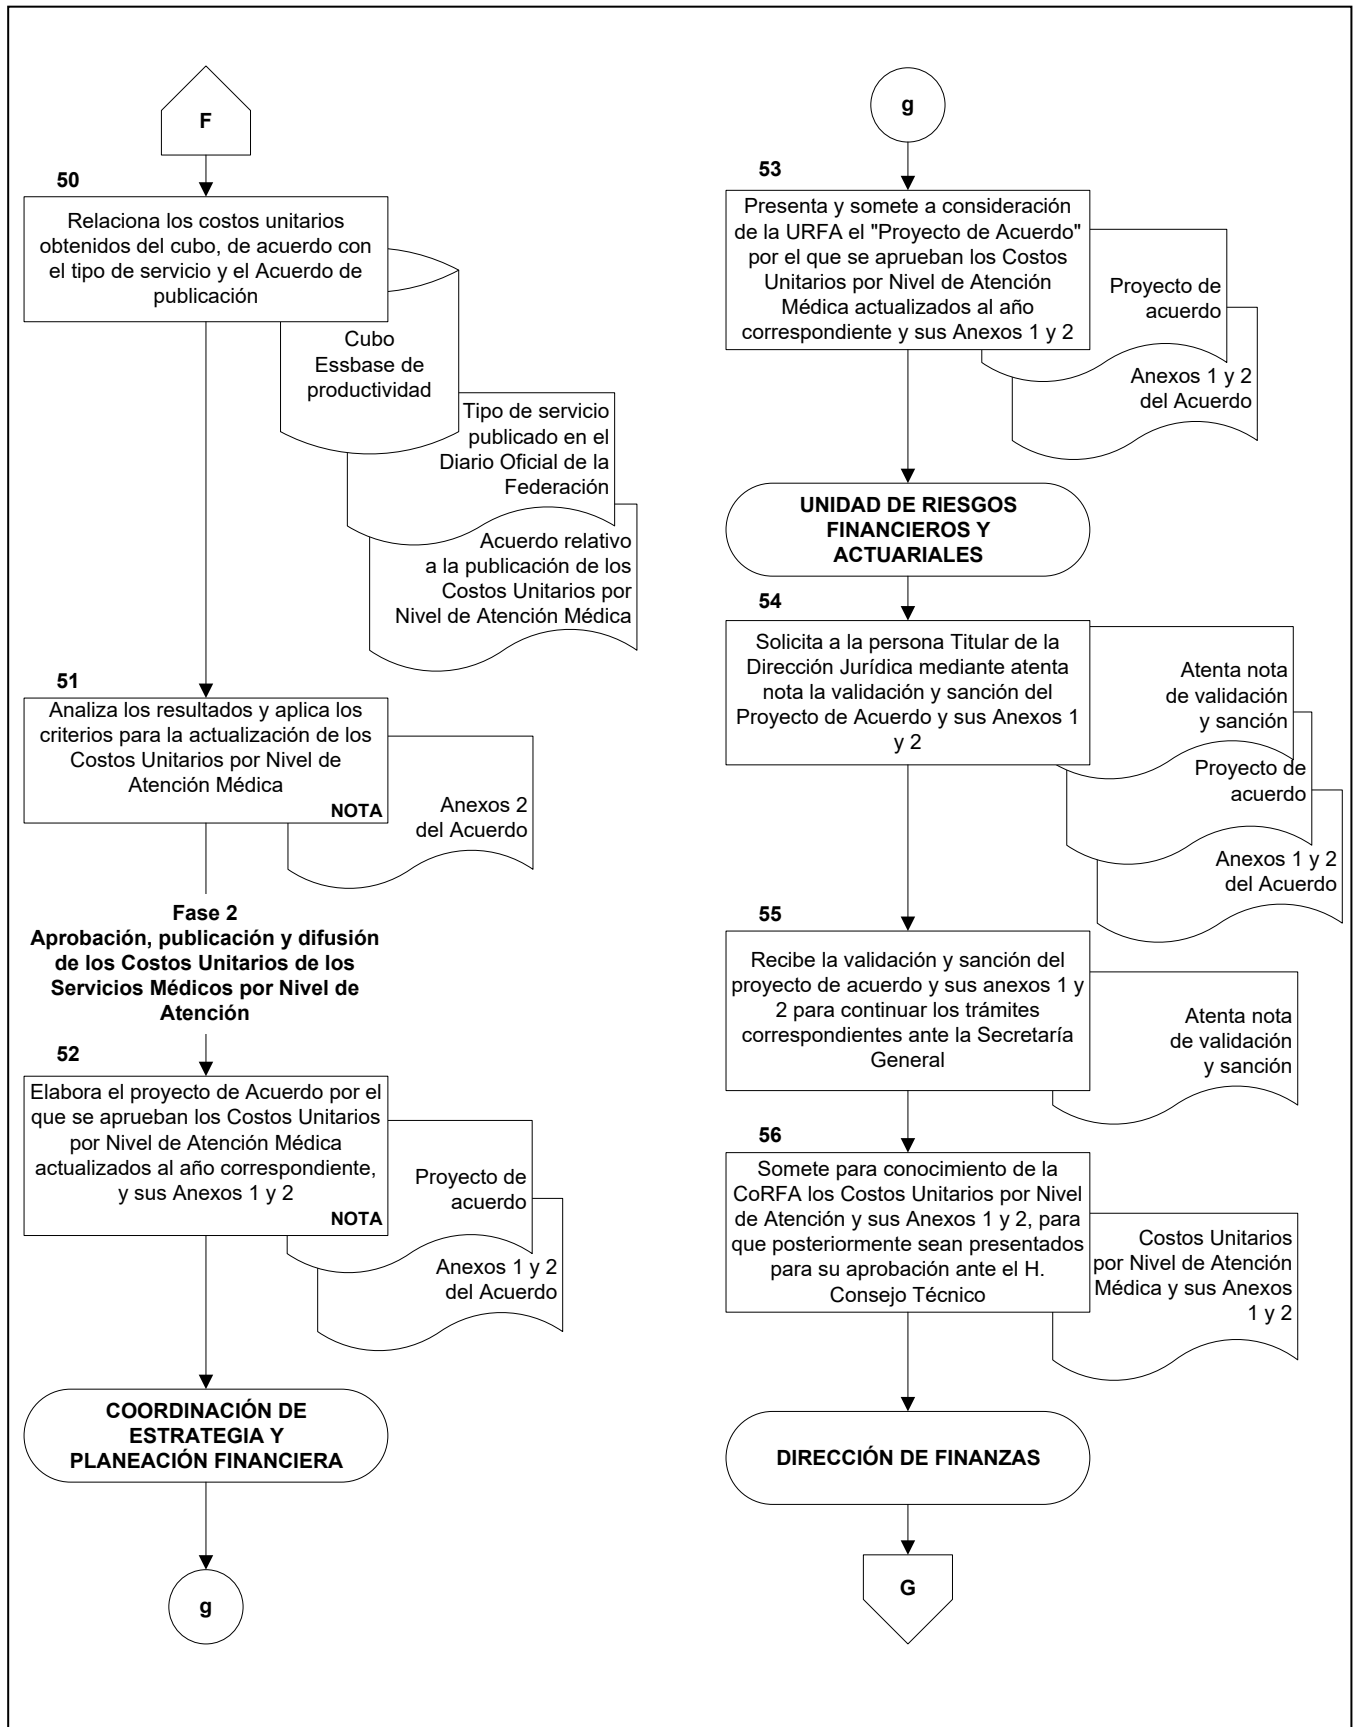 F
50
Relaciona los costos unitarios
obtenidos del cubo, de acuerdo con
el tipo de servicio y el Acuerdo de
publicación
Cubo
Essbase de
productividad
Tipo de servicio
publicado en el
Diario Oficial de la
Federación
Acuerdo relativo
a la publicación de los
Costos Unitarios por
Nivel de Atención Médica
51
Analiza los resultados y aplica los
criterios para la actualización de los
Costos Unitarios por Nivel de
Atención Médica
NOTA
Anexos 2
del Acuerdo
Fase 2
Aprobación, publicación y difusión
de los Costos Unitarios de los
Servicios Médicos por Nivel de
Atención
52
Elabora el proyecto de Acuerdo por el
que se aprueban los Costos Unitarios
por Nivel de Atención Médica
actualizados al año correspondiente,
y sus Anexos 1 y 2
NOTA
Proyecto de
acuerdo
Anexos 1 y 2
del Acuerdo
COORDINACIÓN DE
ESTRATEGIA Y
PLANEACIÓN FINANCIERA
g
g
53
Presenta y somete a consideración
de la URFA el "Proyecto de Acuerdo"
por el que se aprueban los Costos
Unitarios por Nivel de Atención
Médica actualizados al año
correspondiente y sus Anexos 1 y 2
Proyecto de
acuerdo
Anexos 1 y 2
del Acuerdo
UNIDAD DE RIESGOS
FINANCIEROS Y
ACTUARIALES
54
Solicita a la persona Titular de la
Dirección Jurídica mediante atenta
nota la validación y sanción del
Proyecto de Acuerdo y sus Anexos 1
y 2
Atenta nota
de validación
y sanción
Proyecto de
acuerdo
Anexos 1 y 2
del Acuerdo
55
Recibe la validación y sanción del
proyecto de acuerdo y sus anexos 1 y
2 para continuar los trámites
correspondientes ante la Secretaría
General
Atenta nota
de validación
y sanción
56
Somete para conocimiento de la
CoRFA los Costos Unitarios por Nivel
de Atención y sus Anexos 1 y 2, para
que posteriormente sean presentados
para su aprobación ante el H.
Consejo Técnico
Costos Unitarios
por Nivel de Atención
Médica y sus Anexos
1 y 2
DIRECCIÓN DE FINANZAS
G